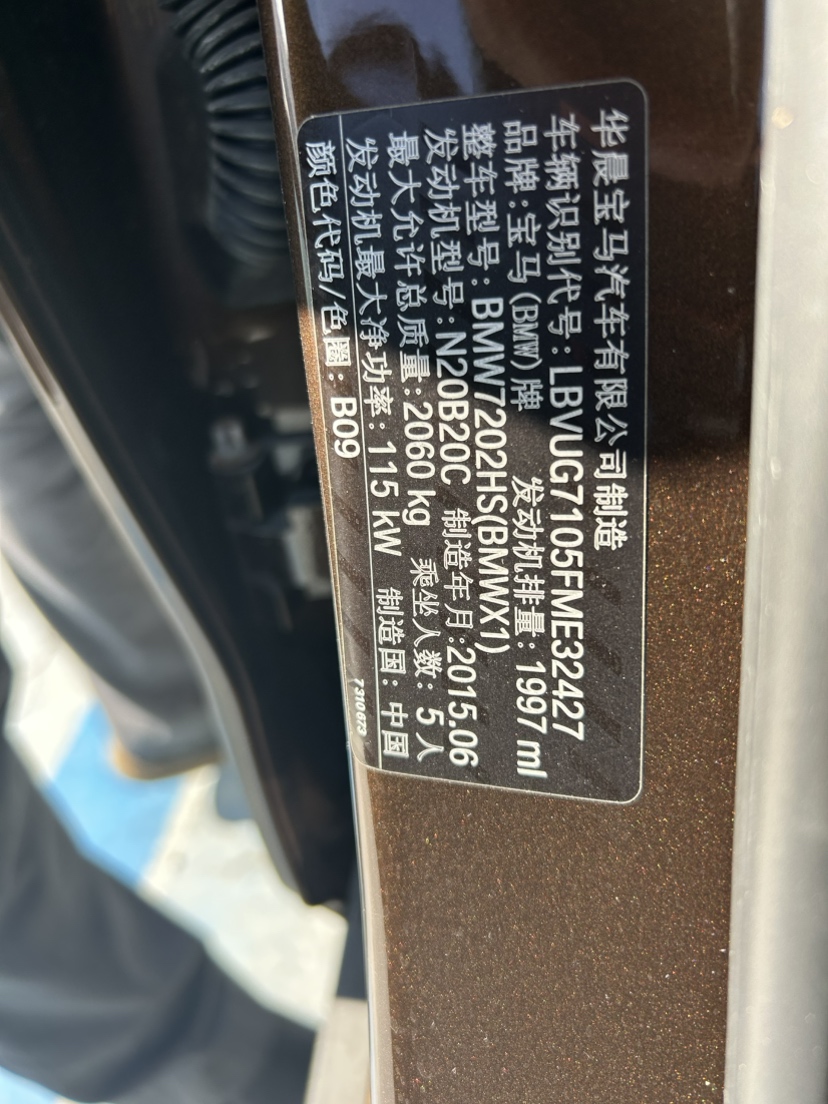 华晨宝马汽车有限公司制造
车辆识别代号:LBVUG7105FME32427
品牌:宝马(BMW)牌 发动机排量:1997 ml
整车型号:BMW7202HS(BMWX1)
发动机型号:N20B20C 制造年月:2015.06
最大允许总质量:2060 kg 乘坐人数:5人
发动机最大净功率:115 kW 制造国:中国
颜色代码/色圈:B09
7310673